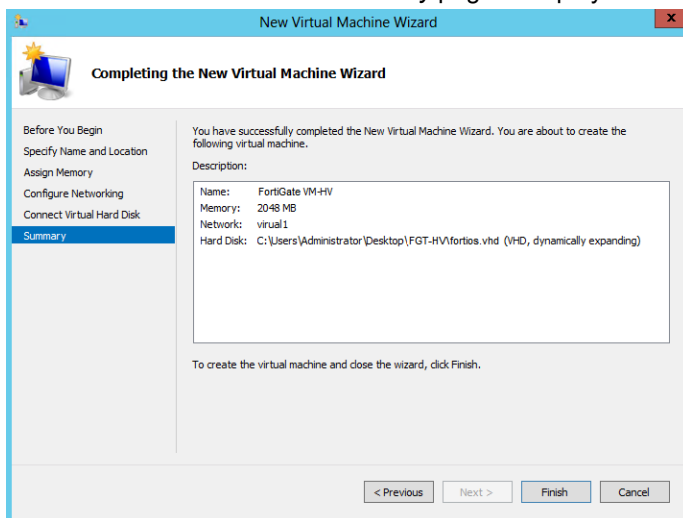 New Virtual Machine Wizard
x
Completing the New Virtual Machine Wizard
Before You Begin
Specify Name and Location
Assign Memory
Configure Networking
Connect Virtual Hard Disk
Summary
You have successfully completed the New Virtual Machine Wizard. You are about to create the
following virtual machine.
Description:
Name: FortiGate VM-HV
Memory: 2048 MB
Network: virual1
Hard Disk: C:\Users\Administrator\Desktop\FGT-HV\fortios.vhd (VHD, dynamically expanding)
To create the virtual machine and close the wizard, click Finish.
< Previous
Next >
Finish
Cancel